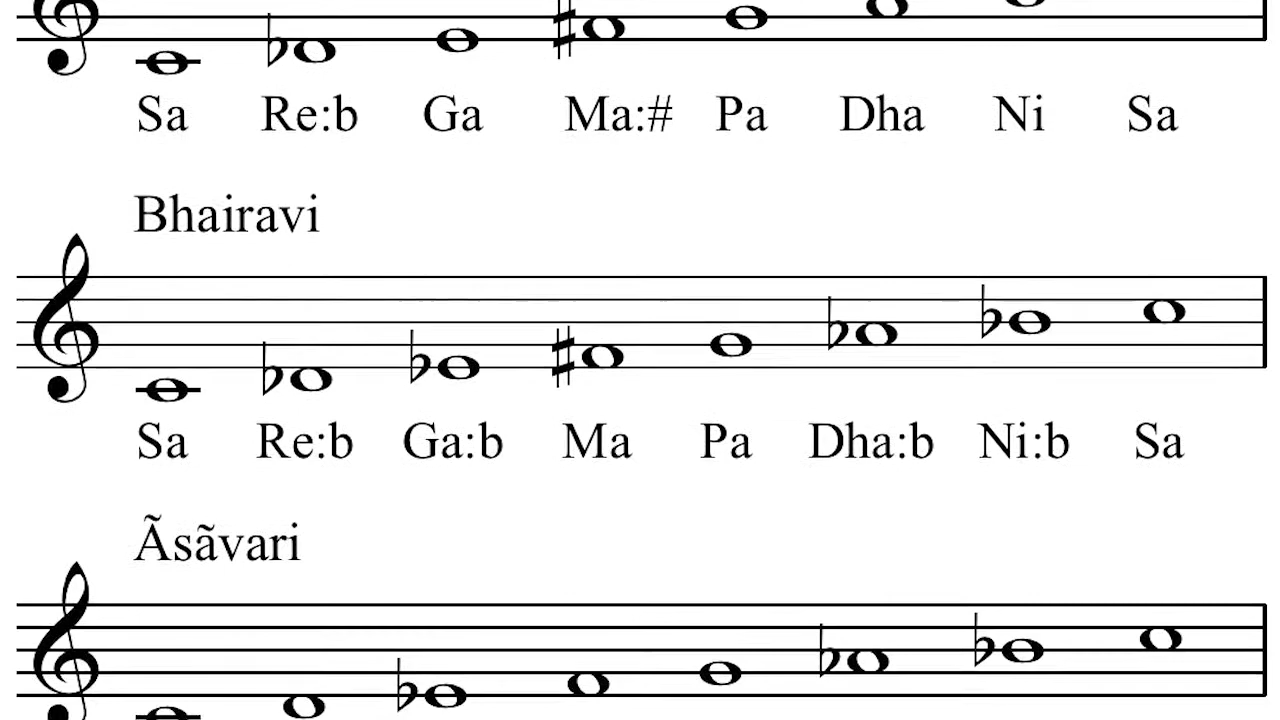 Sa Re:b Ga Ma:# Pa Dha Ni Sa
Bhairavi
Sa Re:b Ga:b Ma Pa Dha:b Ni:b Sa
Ãsãvari